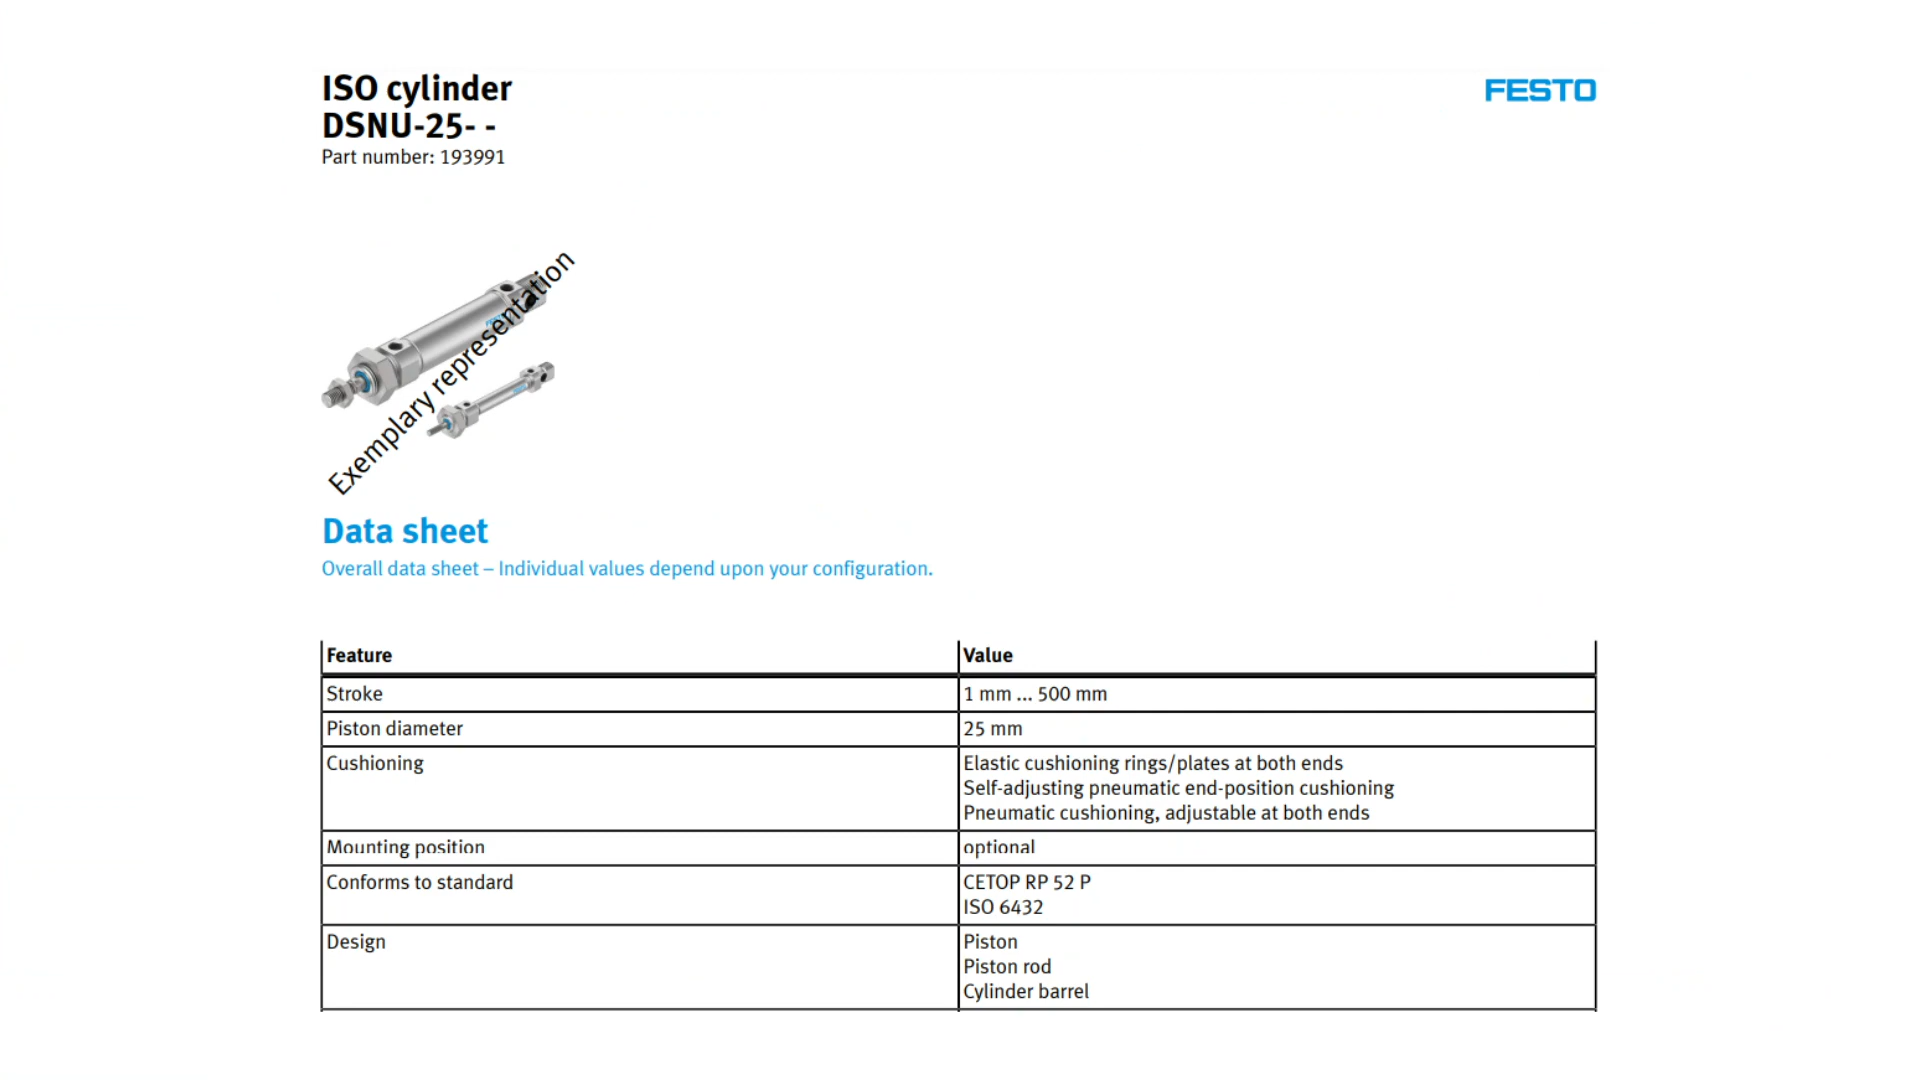 ISO cylinder
DSNU-25- -
Part number: 193991
FESTO
Exemplary representation
Data sheet
Overall data sheet – Individual values depend upon your configuration.
Feature Value
Stroke 1 mm ... 500 mm
Piston diameter 25 mm
Cushioning Elastic cushioning rings/plates at both ends
Self-adjusting pneumatic end-position cushioning
Pneumatic cushioning, adjustable at both ends
Mounting position optional
Conforms to standard CETOP RP 52 P
ISO 6432
Design Piston
Piston rod
Cylinder barrel